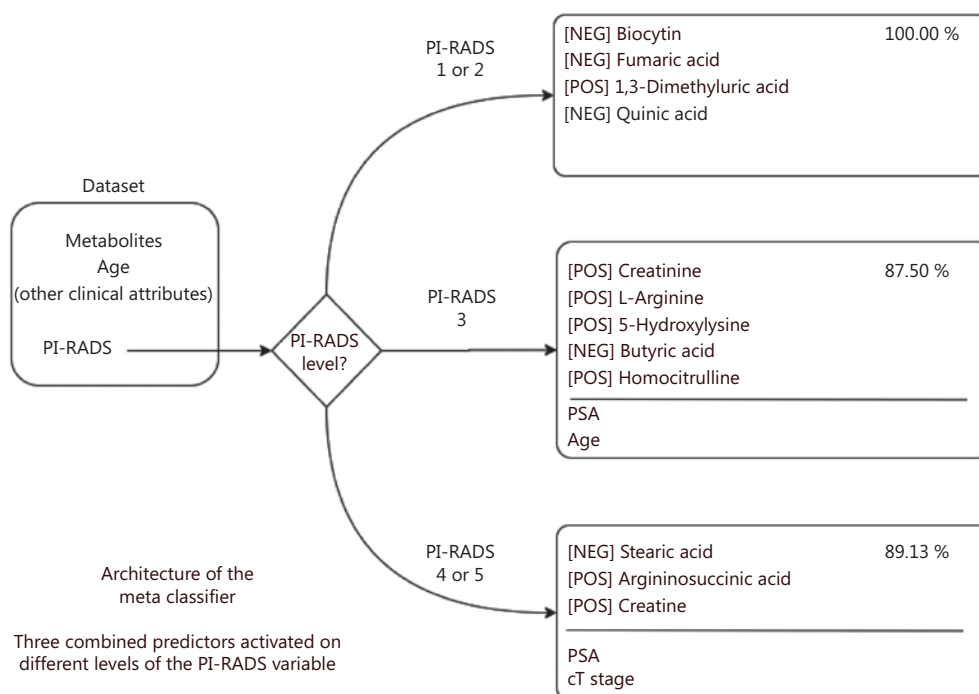 Dataset
Metabolites
Age
(other clinical attributes)
PI-RADS
PI-RADS
level?
PI-RADS
1 or 2
[NEG] Biocytin 100.00 %
[NEG] Fumaric acid
[POS] 1,3-Dimethyluric acid
[NEG] Quinic acid
PI-RADS
3
[POS] Creatinine 87.50 %
[POS] L-Arginine
[POS] 5-Hydroxylysine
[NEG] Butyric acid
[POS] Homocitrulline
PSA
Age
PI-RADS
4 or 5
[NEG] Stearic acid 89.13 %
[POS] Argininosuccinic acid
[POS] Creatine
PSA
cT stage
Architecture of the
meta classifier
Three combined predictors activated on
different levels of the PI-RADS variable